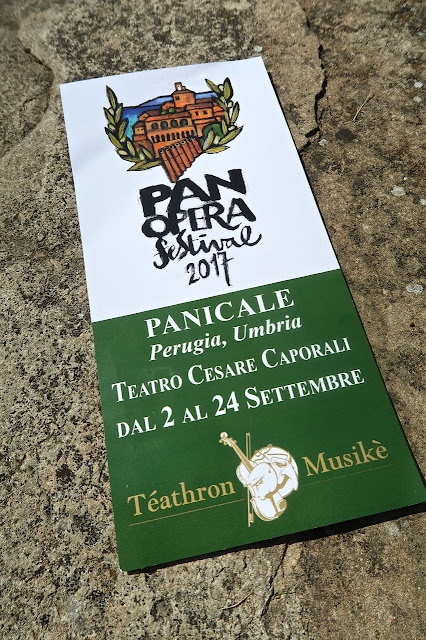 PAN
OPERA
festival
2017
PANICALE
Perugia, Umbria
TEATRO CESARE CAPORALI
DAL 2 AL 24 SETTEMBRE
Téathron Musikè